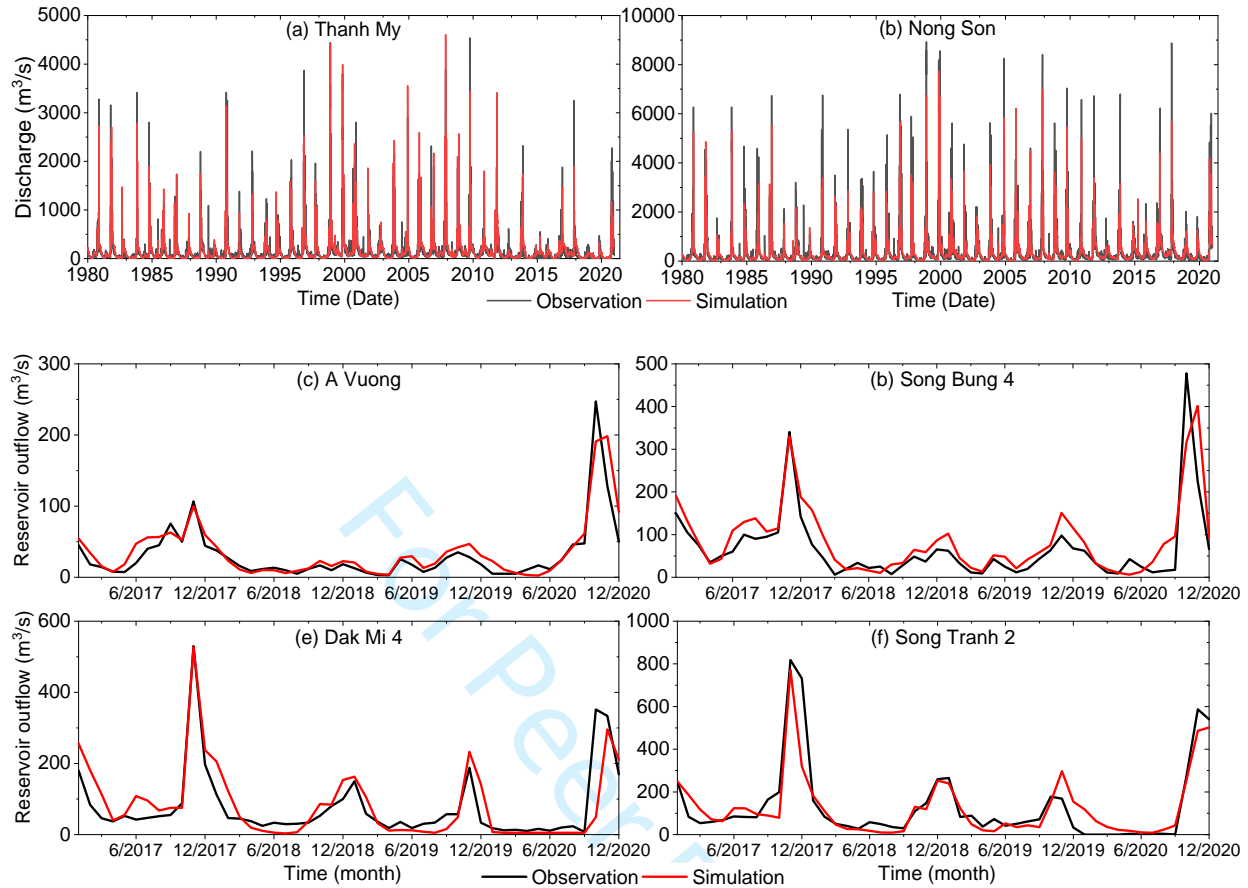 (a) Thanh My
(b) Nong Son
Discharge (m³/s)
5000
4000
3000
2000
1000
0
10000
8000
6000
4000
2000
0
1980 1985 1990 1995 2000 2005 2010 2015 2020
1980 1985 1990 1995 2000 2005 2010 2015 2020
Time (Date)
Time (Date)
Observation Simulation
(c) A Vuong
(b) Song Bung 4
Reservoir outflow (m³/s)
300
200
100
0
500
400
300
200
100
0
6/2017 12/2017 6/2018 12/2018 6/2019 12/2019 6/2020 12/2020
6/2017 12/2017 6/2018 12/2018 6/2019 12/2019 6/2020 12/2020
(e) Dak Mi 4
(f) Song Tranh 2
Reservoir outflow (m³/s)
600
400
200
0
1000
800
600
400
200
0
6/2017 12/2017 6/2018 12/2018 6/2019 12/2019 6/2020 12/2020
6/2017 12/2017 6/2018 12/2018 6/2019 12/2019 6/2020 12/2020
Time (month)
Time (month)
Observation Simulation
For Peer